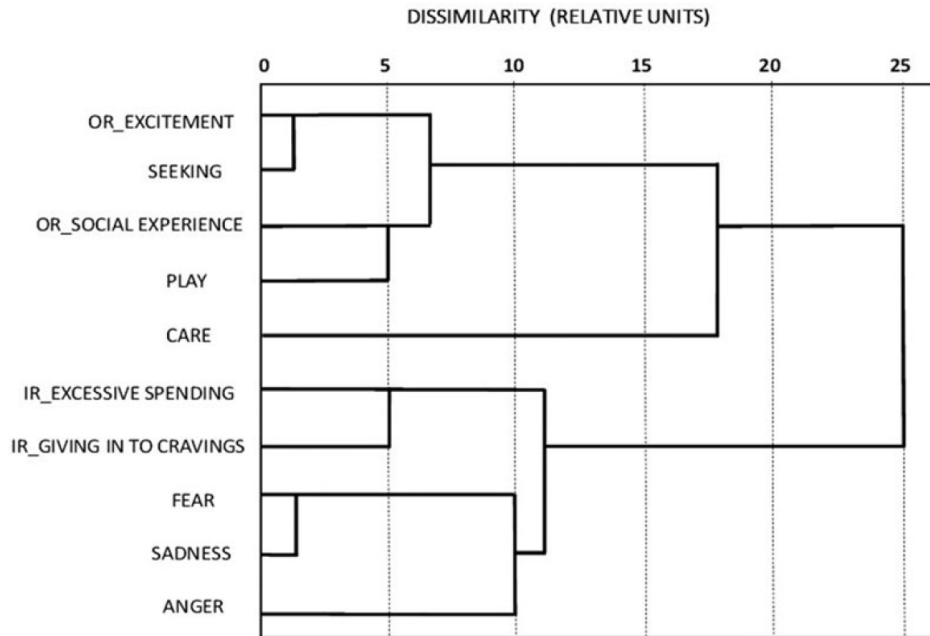 DISSIMILARITY (RELATIVE UNITS)
0 5 10 15 20 25
OR_EXCITEMENT
SEEKING
OR_SOCIAL EXPERIENCE
PLAY
CARE
IR_EXCESSIVE SPENDING
IR_GIVING IN TO CRAVINGS
FEAR
SADNESS
ANGER